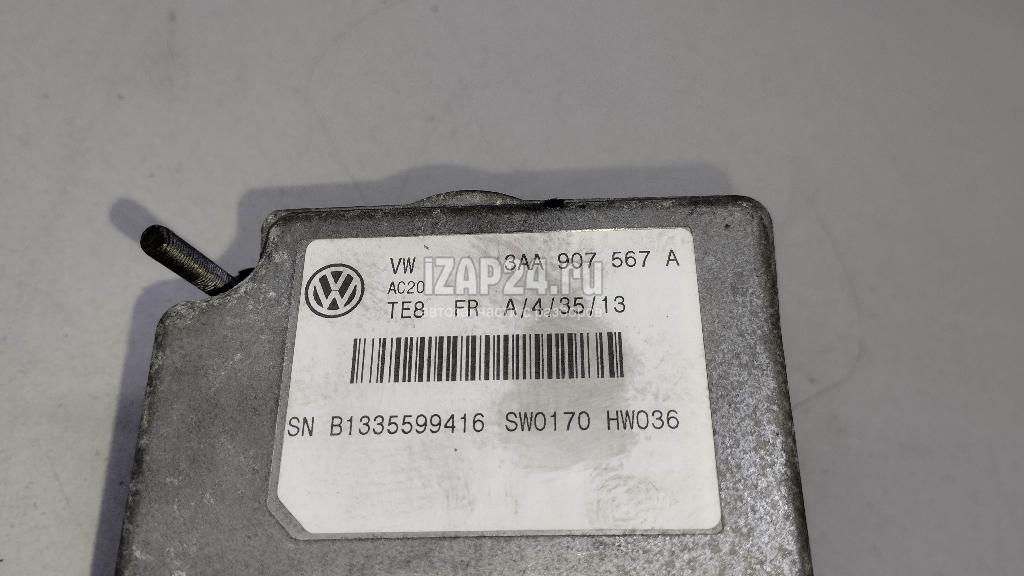 VW 3AA 907 567 A
AC20
TE8 FR A/4/35/13
SN B1335599416 SW0170 HW036
IZAP24.ru